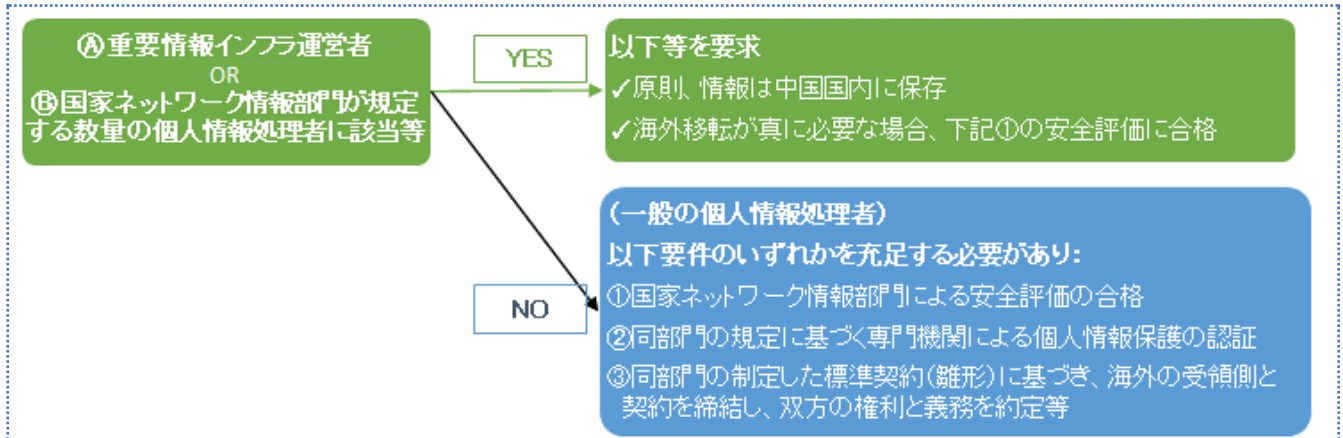 Ⓐ重要情報インフラ運営者
OR
Ⓑ国家ネットワーク情報部門が規定
する数量の個人情報処理者に該当等
YES
以下等を要求
✓原則、情報は中国国内に保存
✓海外移転が真に必要な場合、下記①の安全評価に合格
NO
(一般の個人情報処理者)
以下要件のいずれかを充足する必要があり:
①国家ネットワーク情報部門による安全評価の合格
②同部門の規定に基づく専門機関による個人情報保護の認証
③同部門の制定した標準契約(雛形)に基づき、海外の受領側と
契約を締結し、双方の権利と義務を約定等